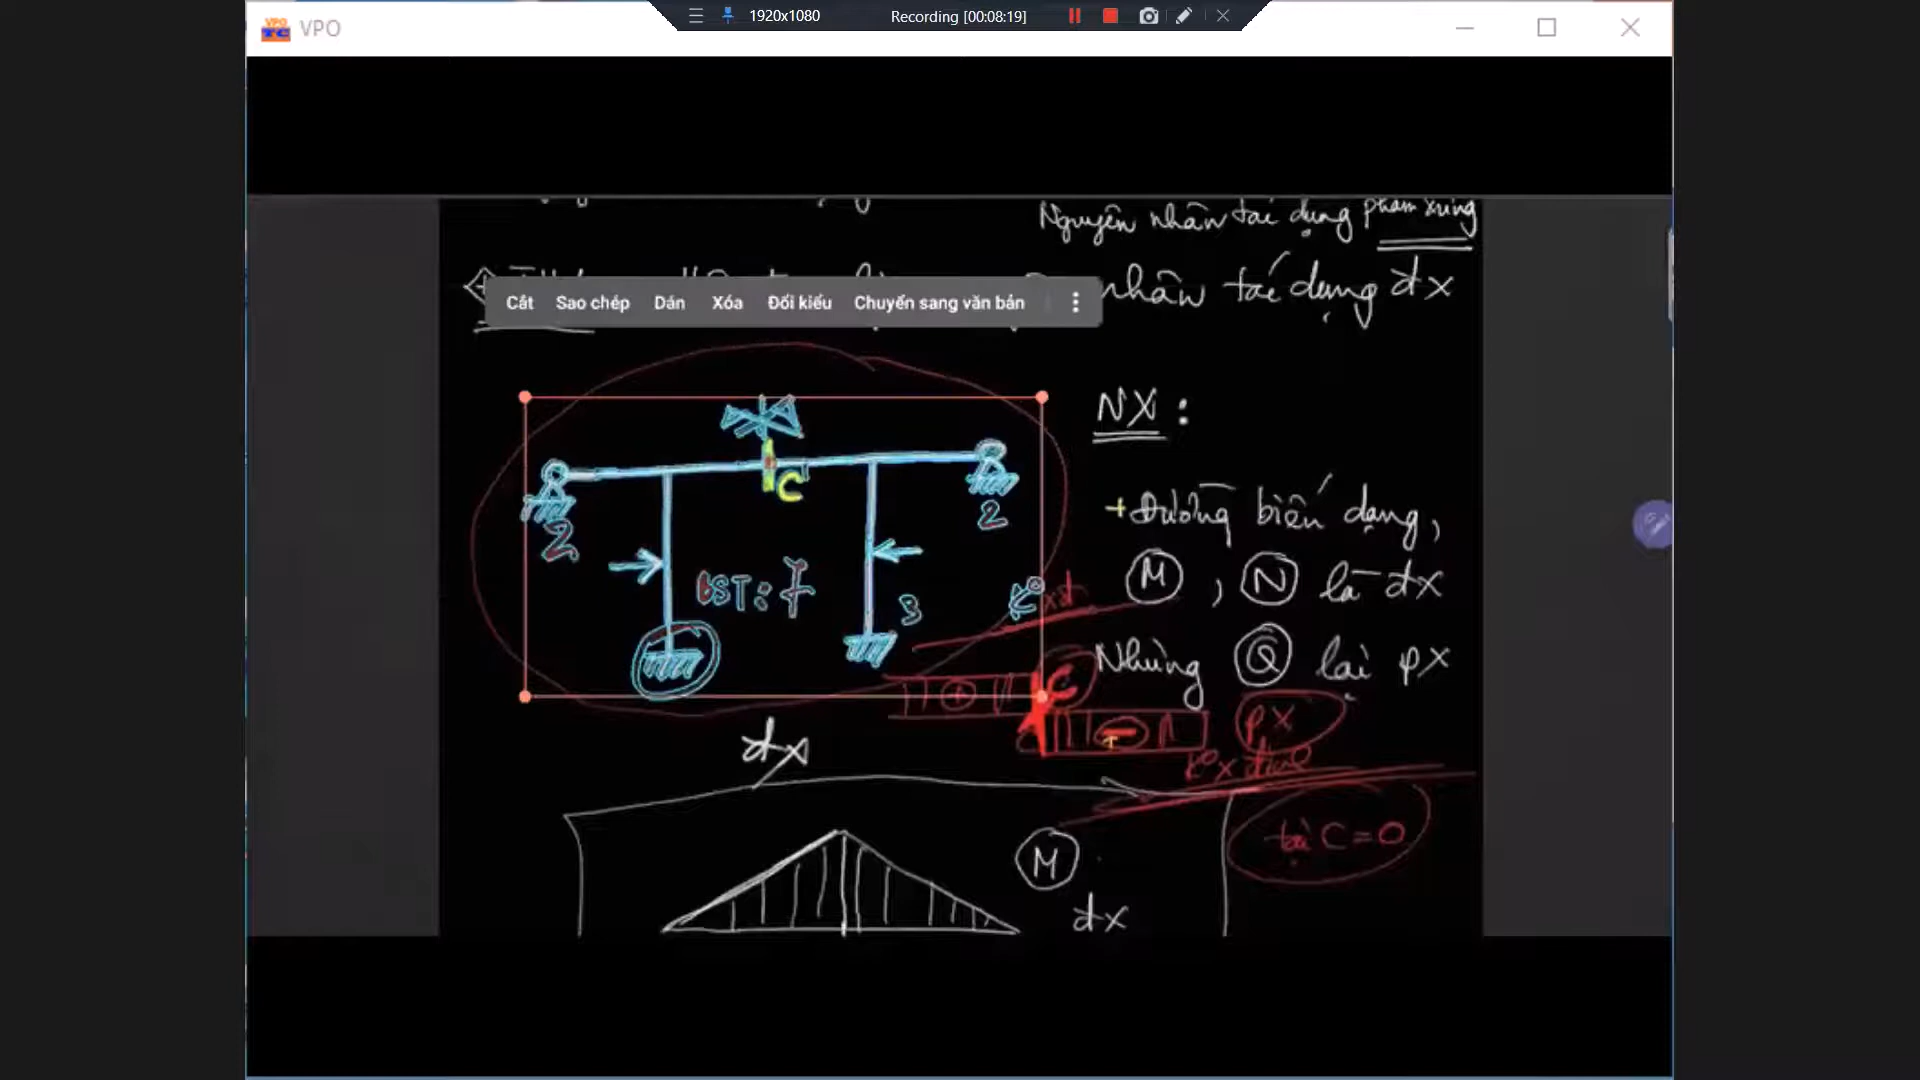 1920x1080
Recording [00:08:19]
VPO
TC
VPO
Nguyên nhân tác dụng phản xứng
nhân tác dụng đx
Cắt Sao chép Dán Xóa Đổi kiểu Chuyển sang văn bản
NX:
C
+ Đường biến dạng,
2
2
M, N là đx
BST: 7
3
Nhưng Q lại px
+
C
-
px
đx
tại C=0
M
đx